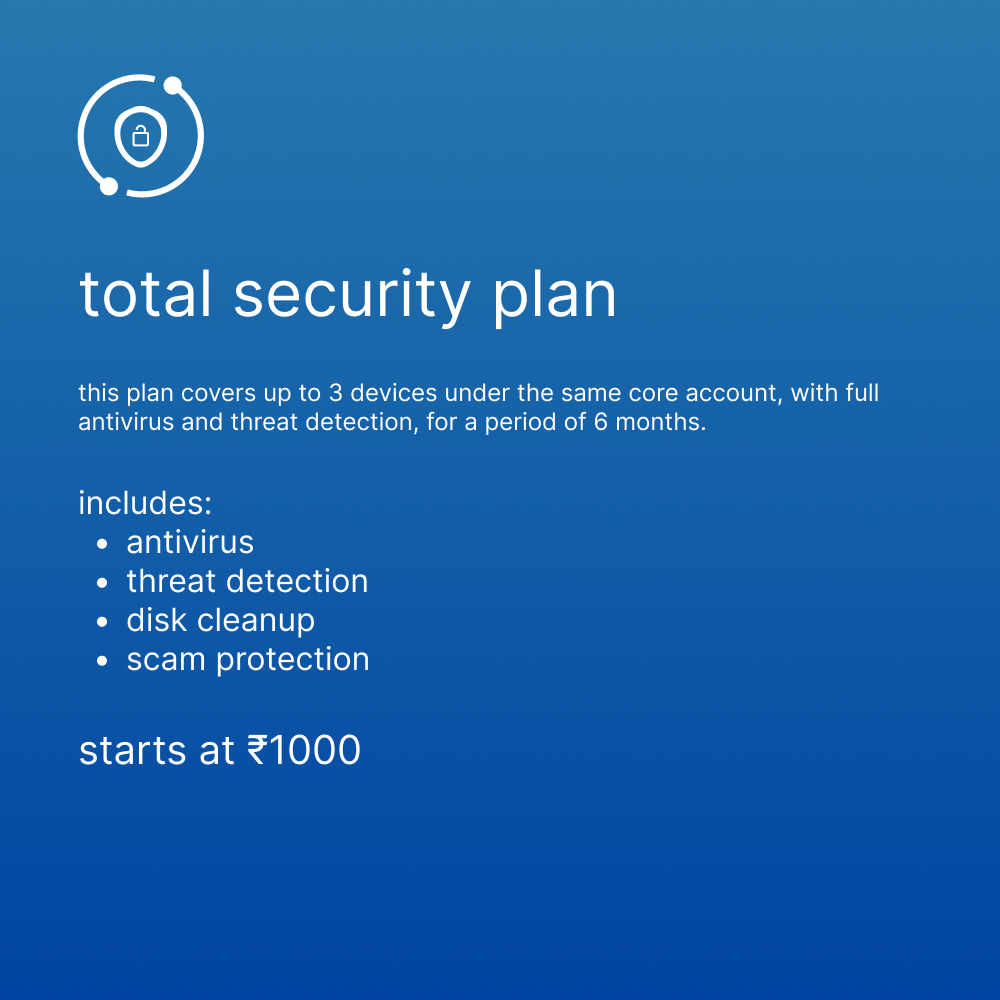 total security plan
this plan covers up to 3 devices under the same core account, with full
antivirus and threat detection, for a period of 6 months.
includes:
• antivirus
• threat detection
• disk cleanup
• scam protection
starts at ₹1000